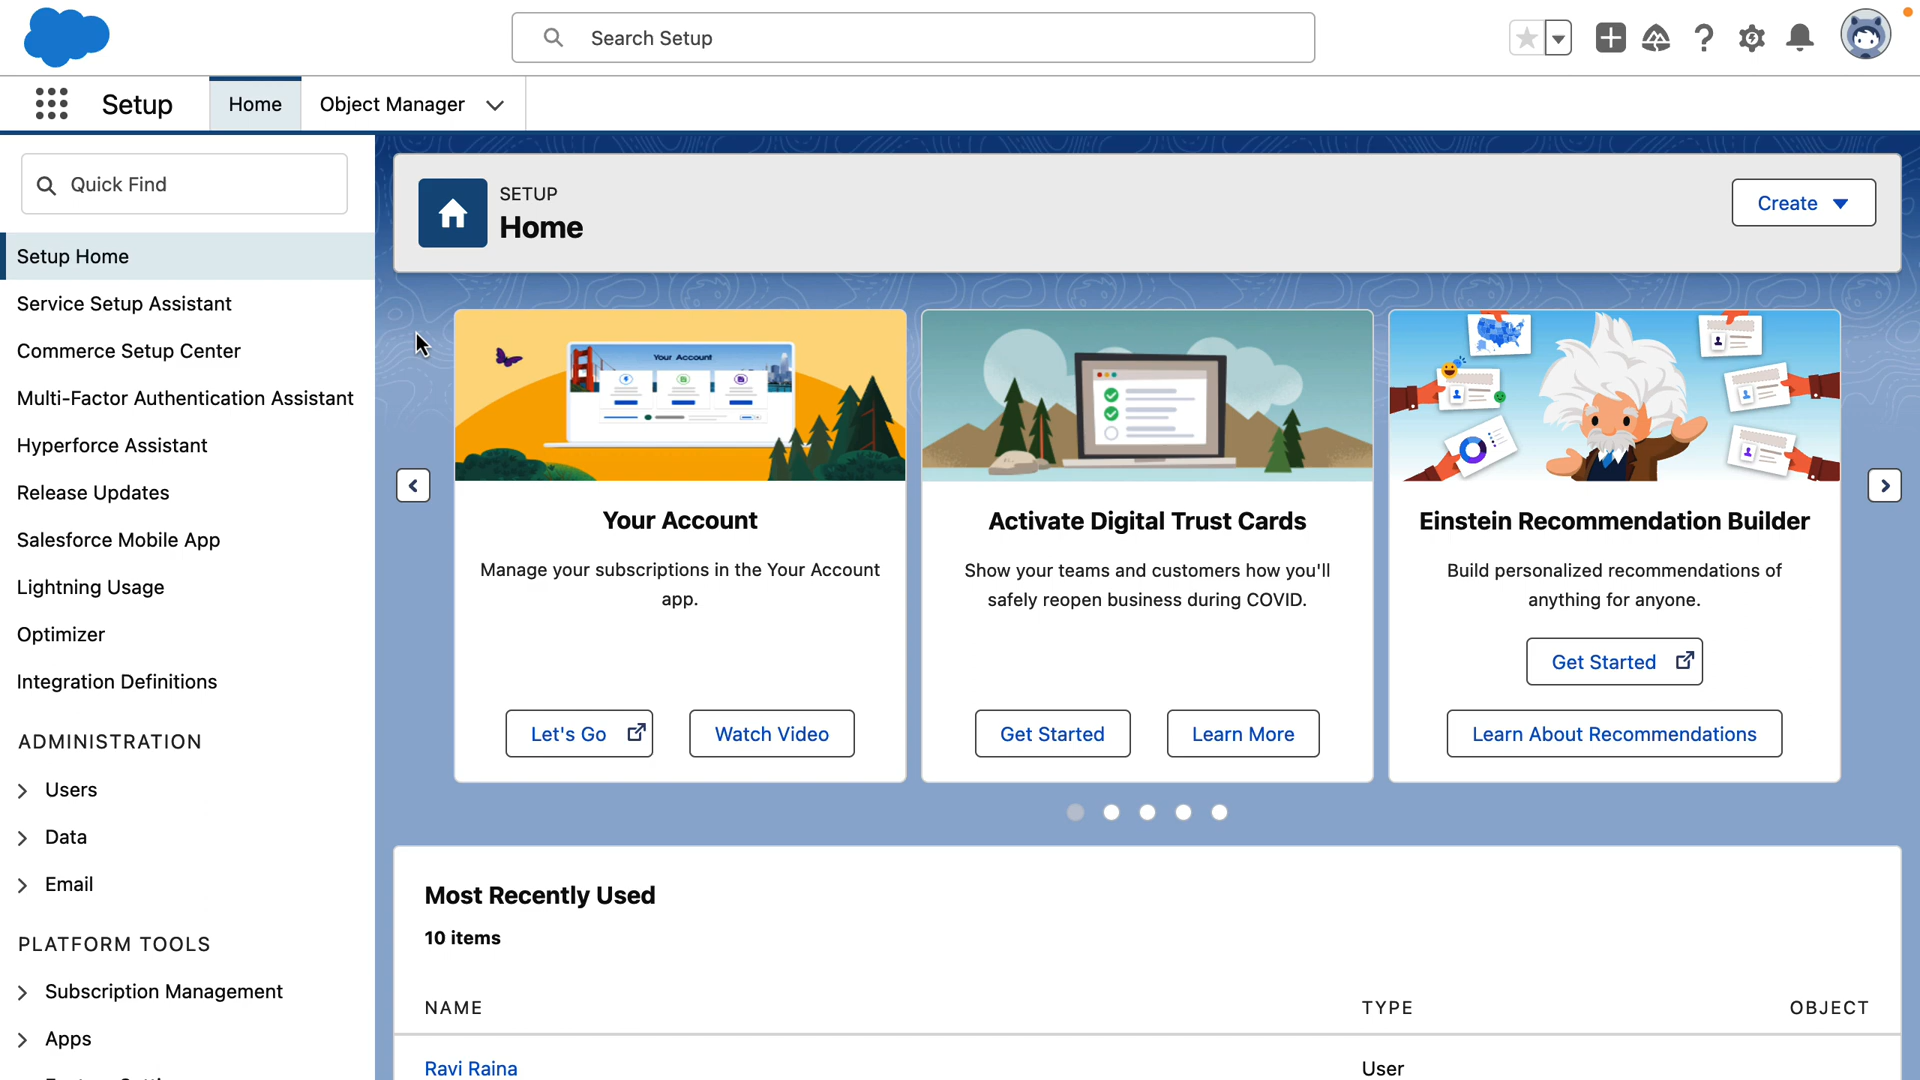 Search Setup
Setup
Home
Object Manager
Quick Find
Setup Home
Service Setup Assistant
Commerce Setup Center
Multi-Factor Authentication Assistant
Hyperforce Assistant
Release Updates
Salesforce Mobile App
Lightning Usage
Optimizer
Integration Definitions
ADMINISTRATION
Users
Data
Email
PLATFORM TOOLS
Subscription Management
Apps
SETUP
Home
Create
Your Account
Your Account
Manage your subscriptions in the Your Account
app.
Let's Go
Watch Video
Activate Digital Trust Cards
Show your teams and customers how you'll
safely reopen business during COVID.
Get Started
Learn More
Einstein Recommendation Builder
Build personalized recommendations of
anything for anyone.
Get Started
Learn About Recommendations
Most Recently Used
10 items
NAME
TYPE
OBJECT
Ravi Raina
User